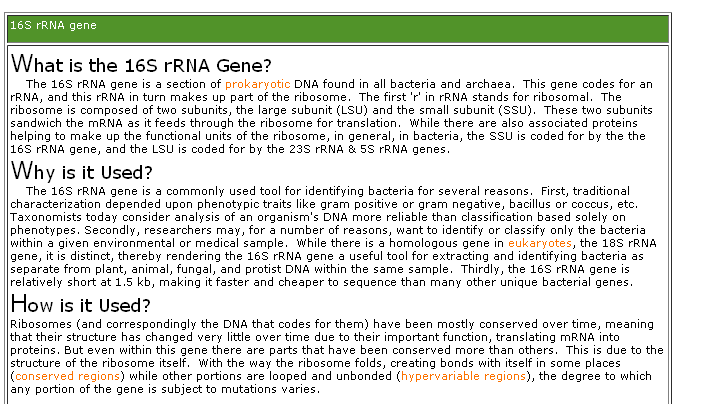 16S rRNA gene
What is the 16S rRNA Gene?
The 16S rRNA gene is a section of prokaryotic DNA found in all bacteria and archaea.  This gene codes for an
rRNA, and this rRNA in turn makes up part of the ribosome.  The first 'r' in rRNA stands for ribosomal.  The
ribosome is composed of two subunits, the large subunit (LSU) and the small subunit (SSU).  These two subunits
sandwich the mRNA as it feeds through the ribosome for translation.  While there are also associated proteins
helping to make up the functional units of the ribosome, in general, in bacteria, the SSU is coded for by the the
16S rRNA gene, and the LSU is coded for by the 23S rRNA & 5S rRNA genes.
Why is it Used?
The 16S rRNA gene is a commonly used tool for identifying bacteria for several reasons.  First, traditional
characterization depended upon phenotypic traits like gram positive or gram negative, bacillus or coccus, etc.
Taxonomists today consider analysis of an organism's DNA more reliable than classification based solely on
phenotypes. Secondly, researchers may, for a number of reasons, want to identify or classify only the bacteria
within a given environmental or medical sample.  While there is a homologous gene in eukaryotes, the 18S rRNA
gene, it is distinct, thereby rendering the 16S rRNA gene a useful tool for extracting and identifying bacteria as
separate from plant, animal, fungal, and protist DNA within the same sample.  Thirdly, the 16S rRNA gene is
relatively short at 1.5 kb, making it faster and cheaper to sequence than many other unique bacterial genes.
How is it Used?
Ribosomes (and correspondingly the DNA that codes for them) have been mostly conserved over time, meaning
that their structure has changed very little over time due to their important function, translating mRNA into
proteins. But even within this gene there are parts that have been conserved more than others.  This is due to the
structure of the ribosome itself.  With the way the ribosome folds, creating bonds with itself in some places
(conserved regions) while other portions are looped and unbonded (hypervariable regions), the degree to which
any portion of the gene is subject to mutations varies.